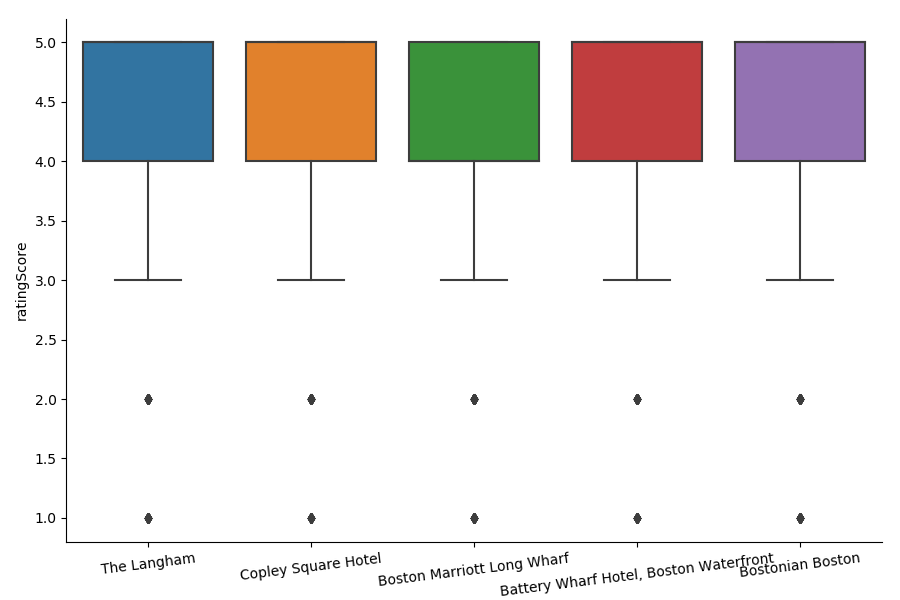 5.0
4.5
4.0
3.5
3.0
2.5
2.0
1.5
1.0
ratingScore
The Langham
Copley Square Hotel
Boston Marriott Long Wharf
Battery Wharf Hotel, Boston Waterfront
Bostonian Boston